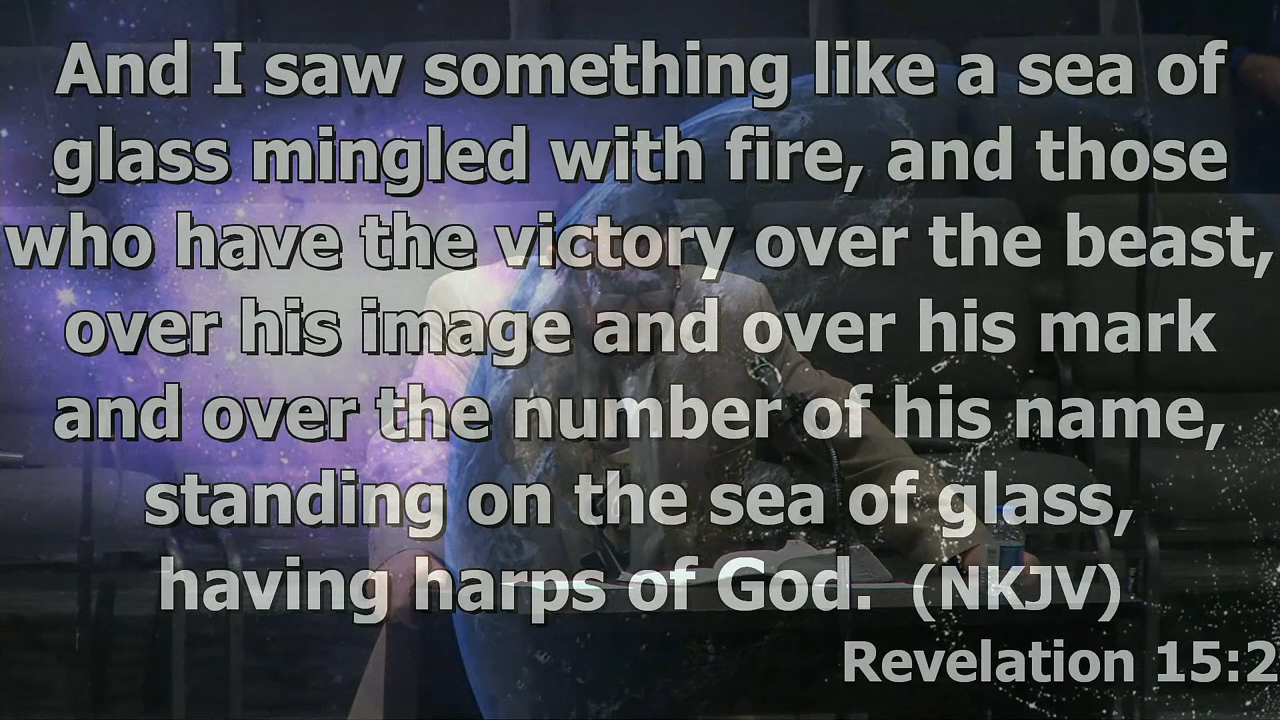 And I saw something like a sea of
glass mingled with fire, and those
who have the victory over the beast,
over his image and over his mark
and over the number of his name,
standing on the sea of glass,
having harps of God. (NKJV)
Revelation 15:2